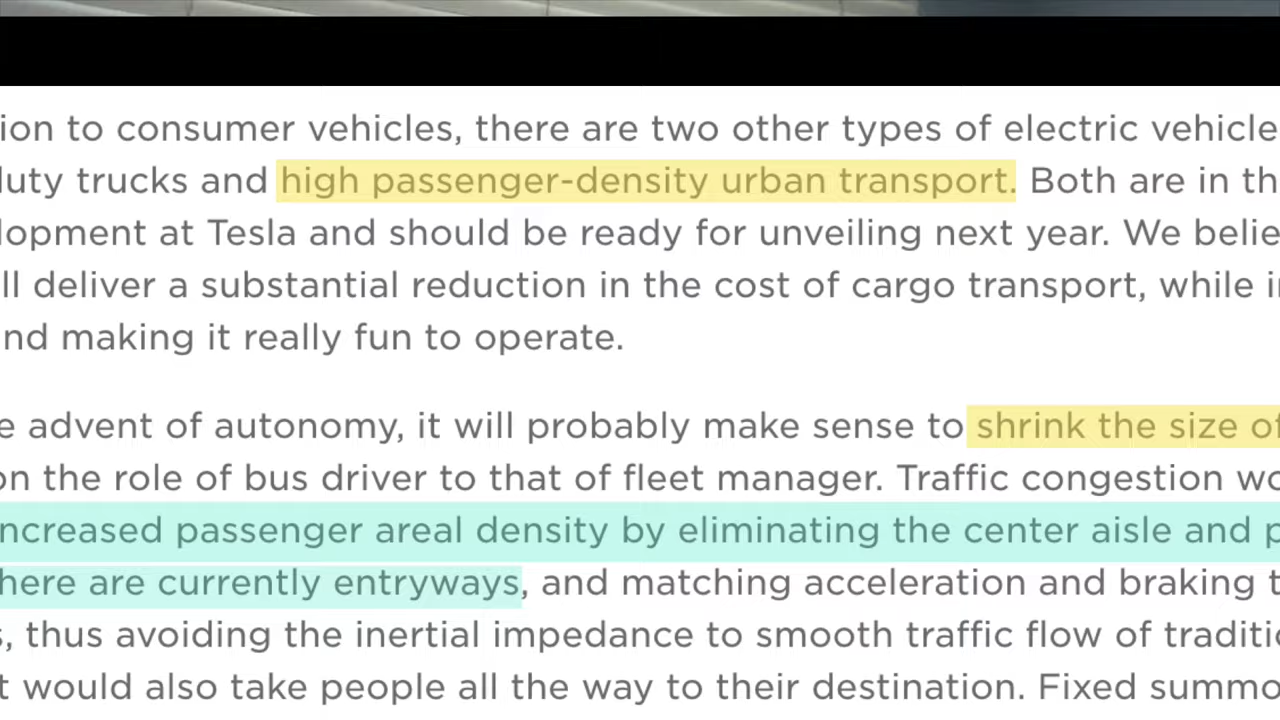 ion to consumer vehicles, there are two other types of electric vehicle
duty trucks and high passenger-density urban transport. Both are in th
lopment at Tesla and should be ready for unveiling next year. We belie
ll deliver a substantial reduction in the cost of cargo transport, while i
nd making it really fun to operate.
e advent of autonomy, it will probably make sense to shrink the size of
on the role of bus driver to that of fleet manager. Traffic congestion wo
ncreased passenger areal density by eliminating the center aisle and p
here are currently entryways, and matching acceleration and braking t
s, thus avoiding the inertial impedance to smooth traffic flow of traditio
t would also take people all the way to their destination. Fixed summo